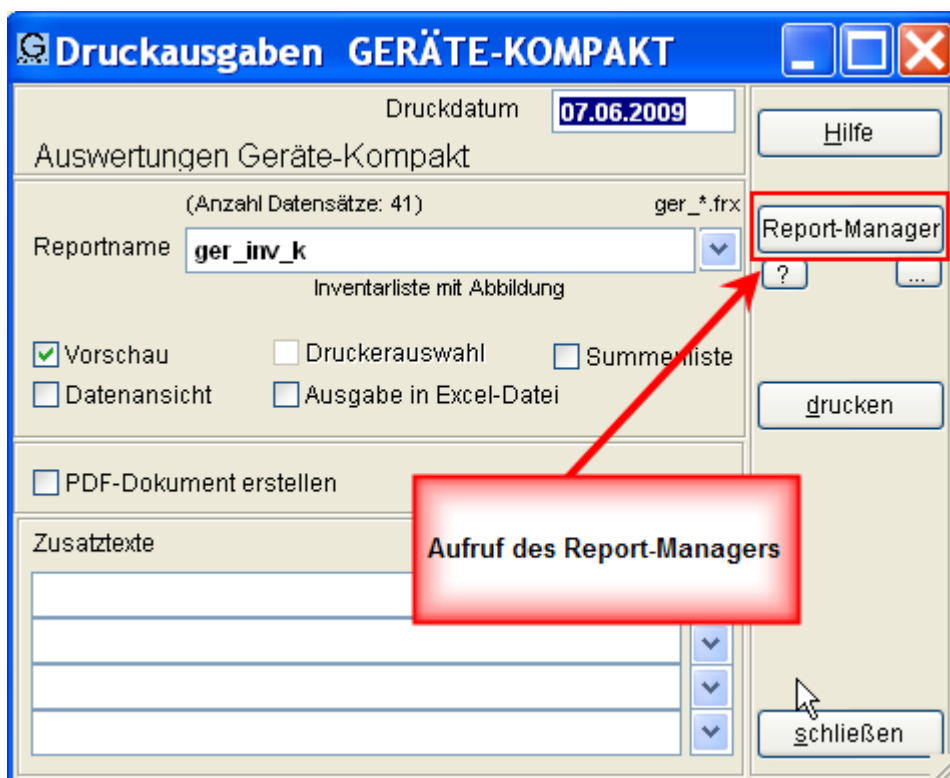 Druckausgaben GERÄTE-KOMPAKT
Druckdatum 07.06.2009
Hilfe
Auswertungen Geräte-Kompakt
(Anzahl Datensätze: 41) ger_*.frx
Report-Manager
Reportname ger_inv_k
? ...
Inventarliste mit Abbildung
Vorschau Druckerauswahl Summenliste
Datenansicht Ausgabe in Excel-Datei
drucken
PDF-Dokument erstellen
Zusatztexte
Aufruf des Report-Managers
schließen